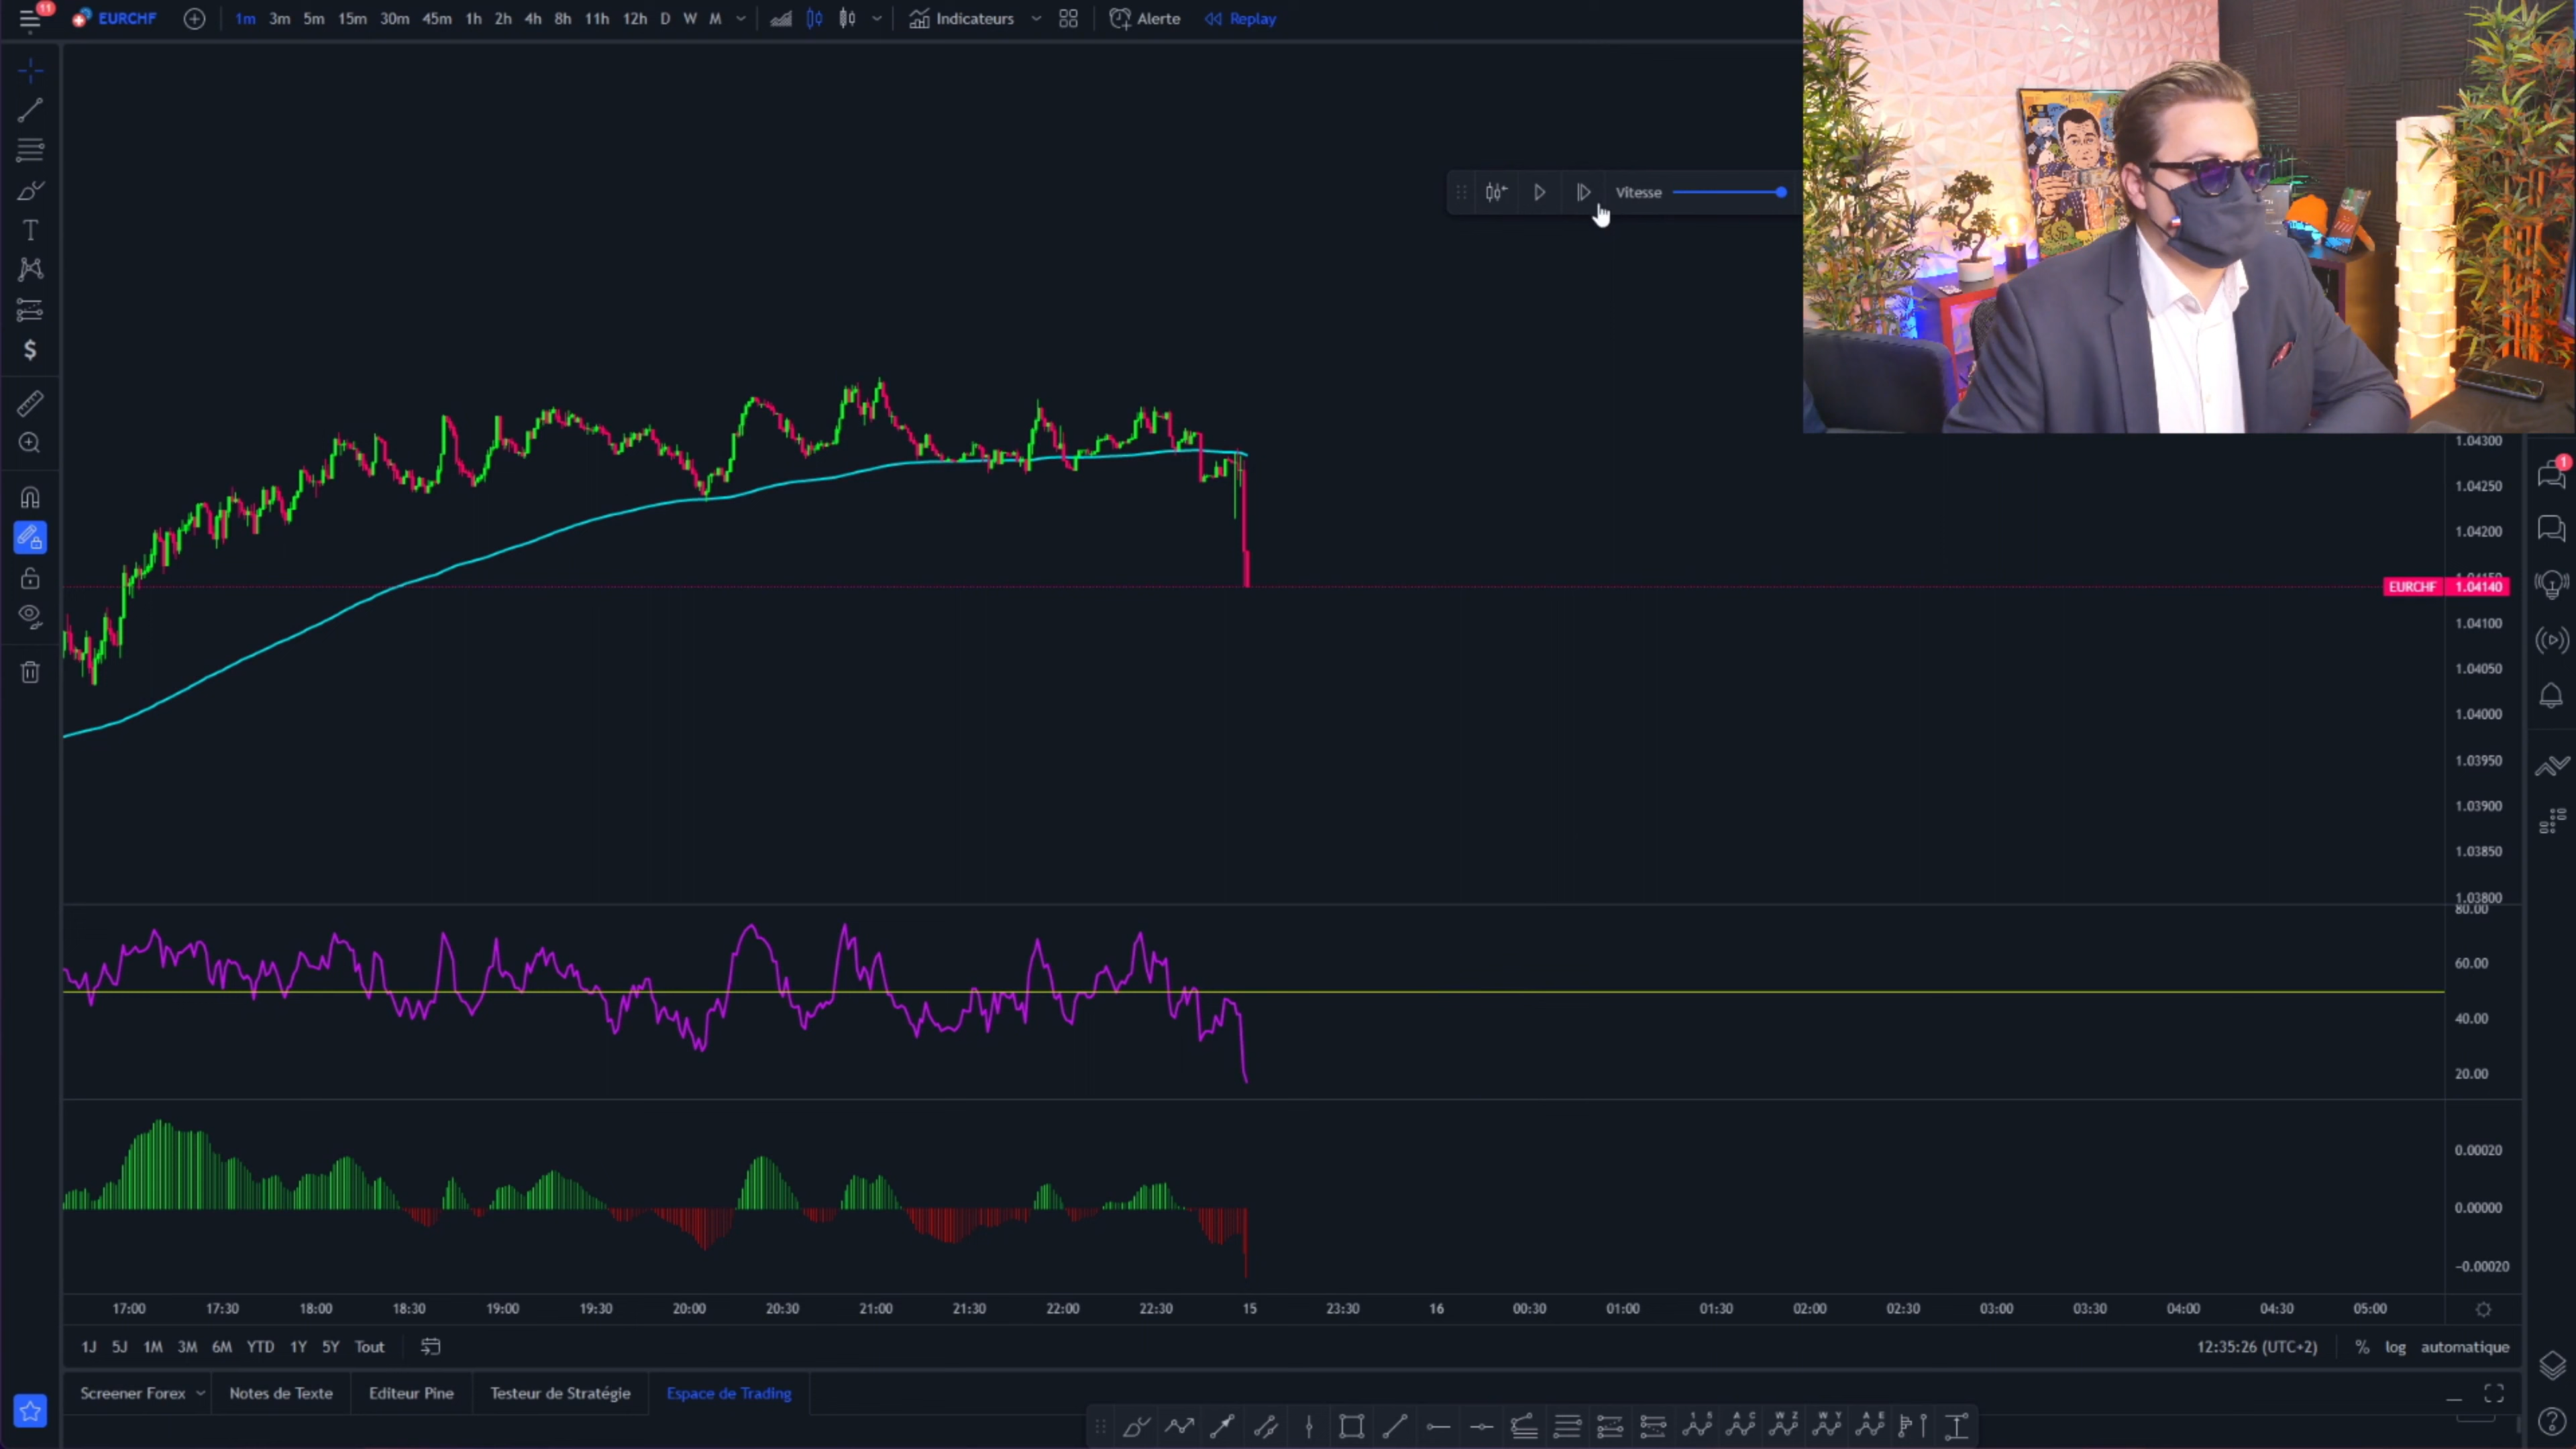 11
EURCHF
1m 3m 5m 15m 30m 45m 1h 2h 4h 8h 11h 12h D W M
Indicateurs
Alerte
Replay
Vitesse
1.04300
1.04250
1.04200
EURCHF 1.04140
1.04100
1.04050
1.04000
1.03950
1.03900
1.03850
1.03800
80.00
60.00
40.00
20.00
0.00020
0.00000
−0.00020
1
17:00 17:30 18:00 18:30 19:00 19:30 20:00 20:30 21:00 21:30 22:00 22:30 15 23:30 16 00:30 01:00 01:30 02:00 02:30 03:00 03:30 04:00 04:30 05:00
1J 5J 1M 3M 6M YTD 1Y 5Y Tout
12:35:26 (UTC+2) % log automatique
Screener Forex Notes de Texte Editeur Pine Testeur de Stratégie Espace de Trading